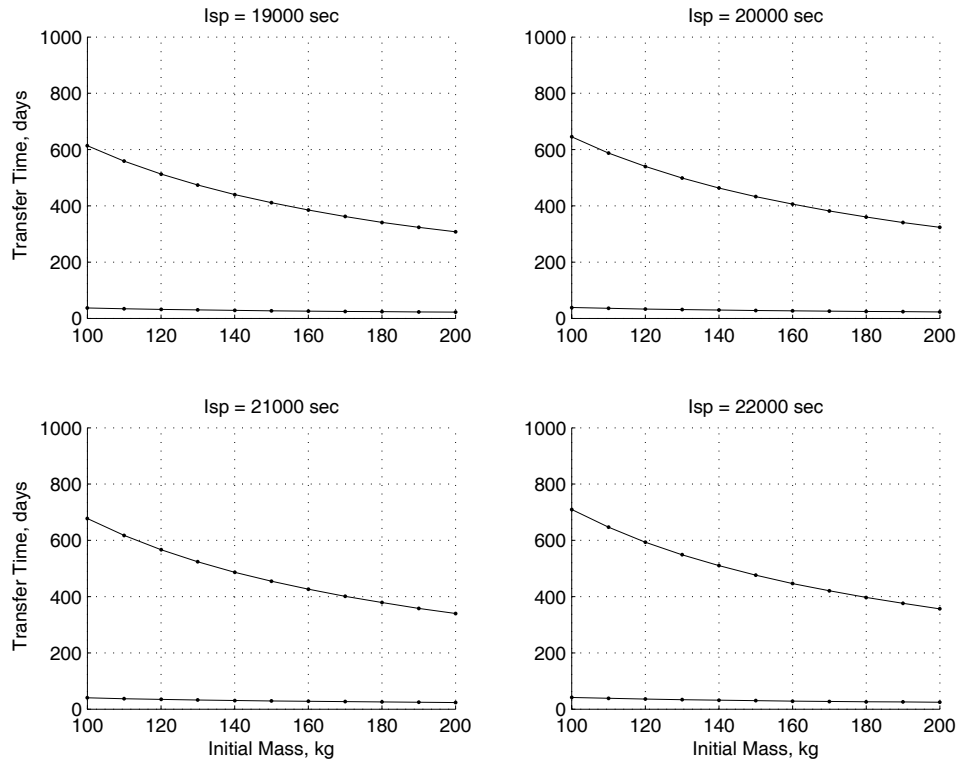 Isp = 19000 sec
Transfer Time, days
1000
800
600
400
200
0
100 120 140 160 180 200
Isp = 20000 sec
1000
800
600
400
200
0
100 120 140 160 180 200
Isp = 21000 sec
Transfer Time, days
1000
800
600
400
200
0
100 120 140 160 180 200
Initial Mass, kg
Isp = 22000 sec
1000
800
600
400
200
0
100 120 140 160 180 200
Initial Mass, kg